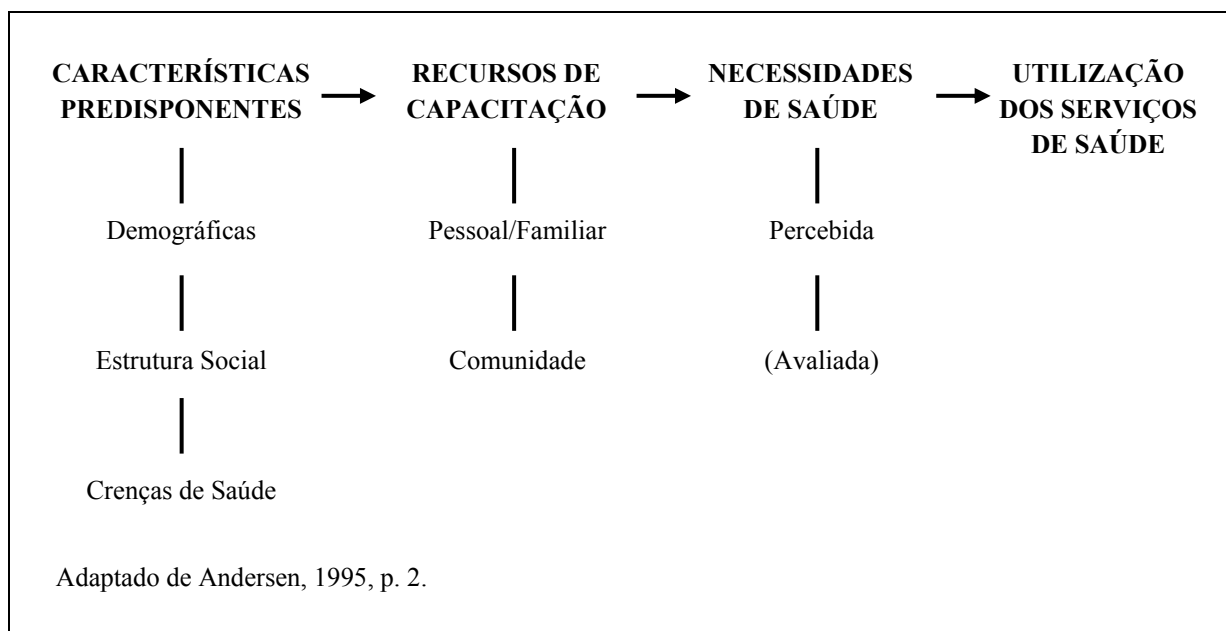 CARACTERÍSTICAS
PREDISPONENTES
RECURSOS DE
CAPACITAÇÃO
NECESSIDADES
DE SAÚDE
UTILIZAÇÃO
DOS SERVIÇOS
DE SAÚDE
Demográficas
Pessoal/Familiar
Percebida
Estrutura Social
Comunidade
(Avaliada)
Crenças de Saúde
Adaptado de Andersen, 1995, p. 2.